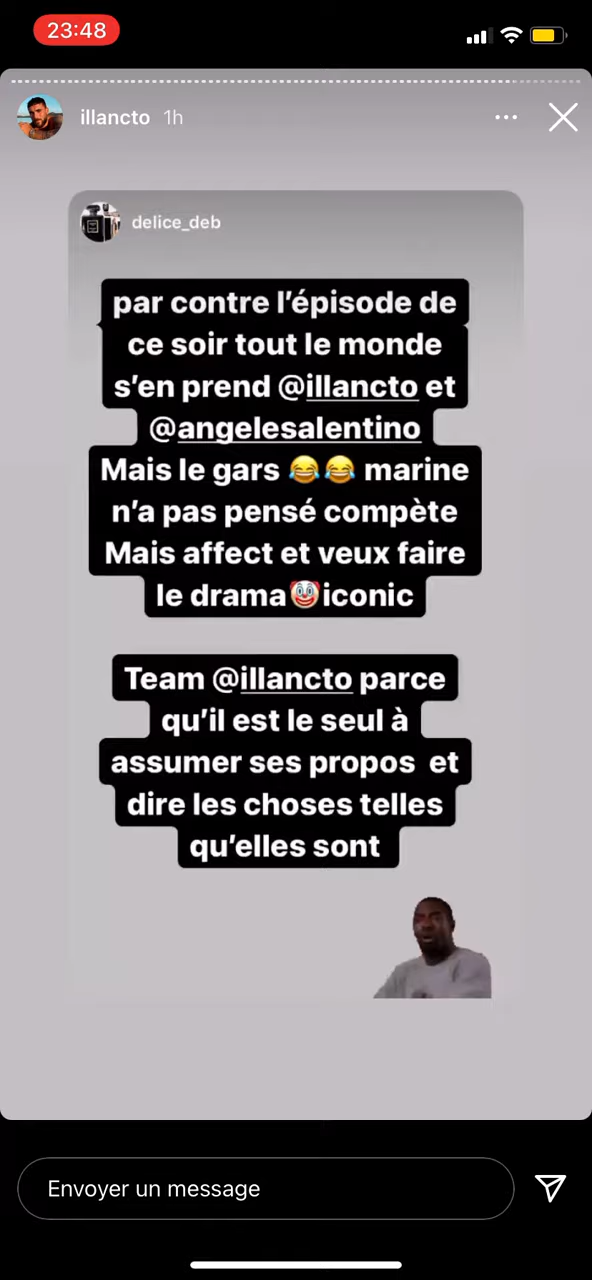 23:48
illancto 1h
delice_deb
par contre l’épisode de
ce soir tout le monde
s’en prend @illancto et
@angelesalentino
Mais le gars 😂😂 marine
n’a pas pensé compète
Mais affect et veux faire
le drama🤡iconic
Team @illancto parce
qu’il est le seul à
assumer ses propos et
dire les choses telles
qu’elles sont
Envoyer un message